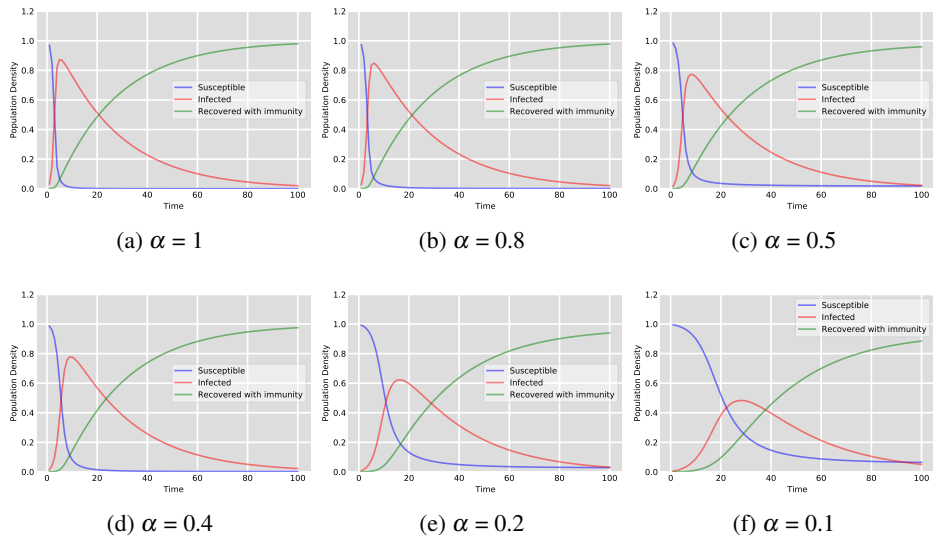 1.2
1.0
0.8
0.6
0.4
0.2
0.0
Population Density
0 20 40 60 80 100
Time
Susceptible
Infected
Recovered with immunity
(a) α = 1
1.2
1.0
0.8
0.6
0.4
0.2
0.0
Population Density
0 20 40 60 80 100
Time
Susceptible
Infected
Recovered with immunity
(b) α = 0.8
1.2
1.0
0.8
0.6
0.4
0.2
0.0
Population Density
0 20 40 60 80 100
Time
Susceptible
Infected
Recovered with immunity
(c) α = 0.5
1.2
1.0
0.8
0.6
0.4
0.2
0.0
Population Density
0 20 40 60 80 100
Time
Susceptible
Infected
Recovered with immunity
(d) α = 0.4
1.2
1.0
0.8
0.6
0.4
0.2
0.0
Population Density
0 20 40 60 80 100
Time
Susceptible
Infected
Recovered with immunity
(e) α = 0.2
1.2
1.0
0.8
0.6
0.4
0.2
0.0
Population Density
0 20 40 60 80 100
Time
Susceptible
Infected
Recovered with immunity
(f) α = 0.1